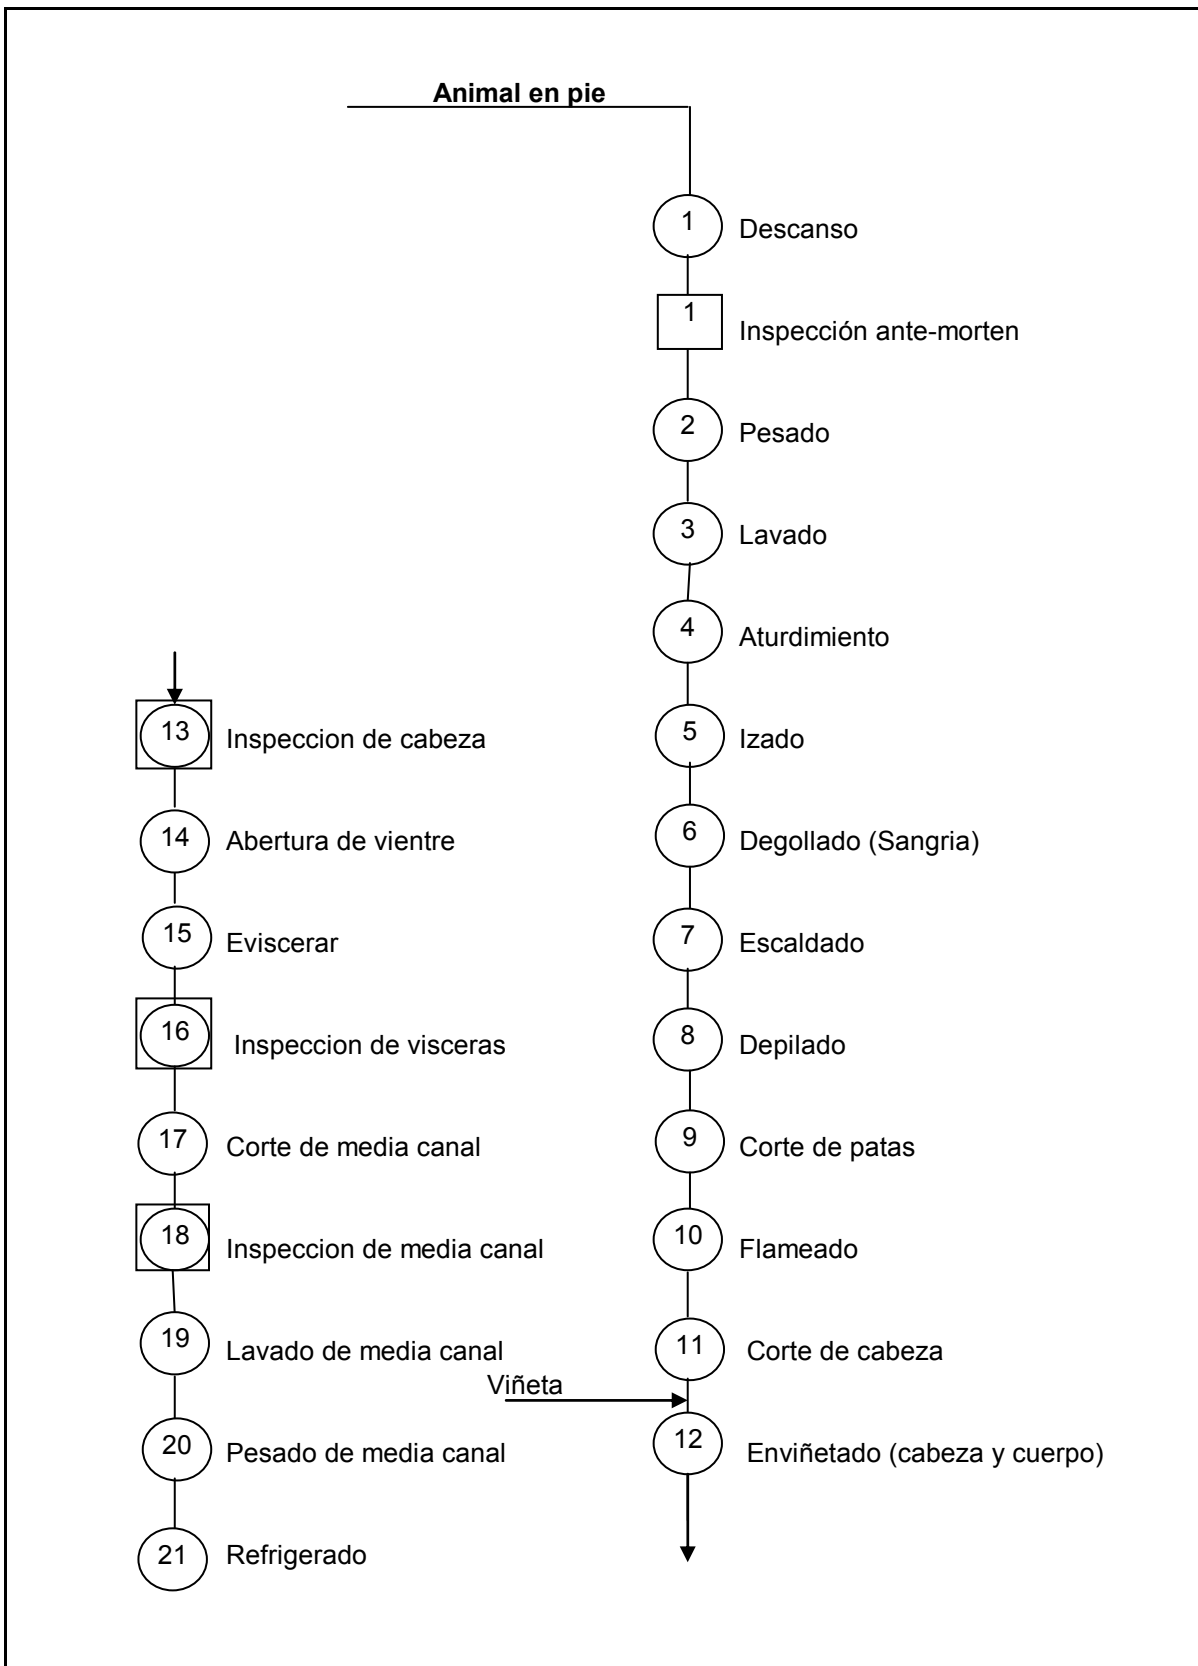 Animal en pie
1 Descanso
1 Inspección ante-morten
2 Pesado
3 Lavado
4 Aturdimiento
5 Izado
6 Degollado (Sangria)
7 Escaldado
8 Depilado
9 Corte de patas
10 Flameado
11 Corte de cabeza
Viñeta
12 Enviñetado (cabeza y cuerpo)
13 Inspeccion de cabeza
14 Abertura de vientre
15 Eviscerar
16 Inspeccion de visceras
17 Corte de media canal
18 Inspeccion de media canal
19 Lavado de media canal
20 Pesado de media canal
21 Refrigerado